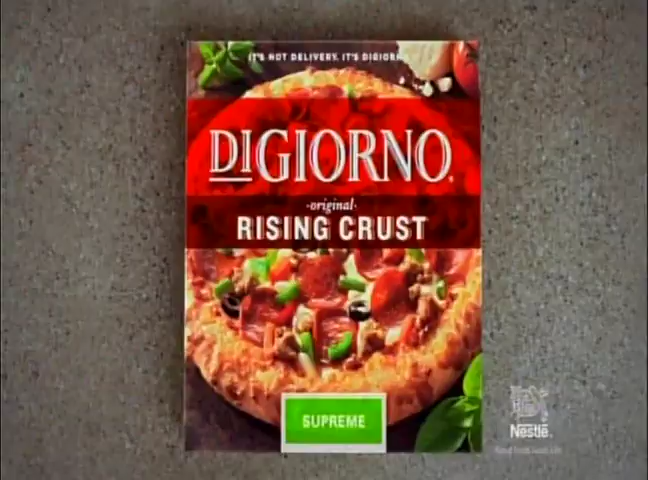 IT'S NOT DELIVERY. IT'S DIGIORNO
DIGIORNO
original
RISING CRUST
SUPREME
Nestlé